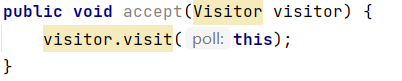 public void accept(Visitor visitor) {
visitor.visit( poll: this);
}